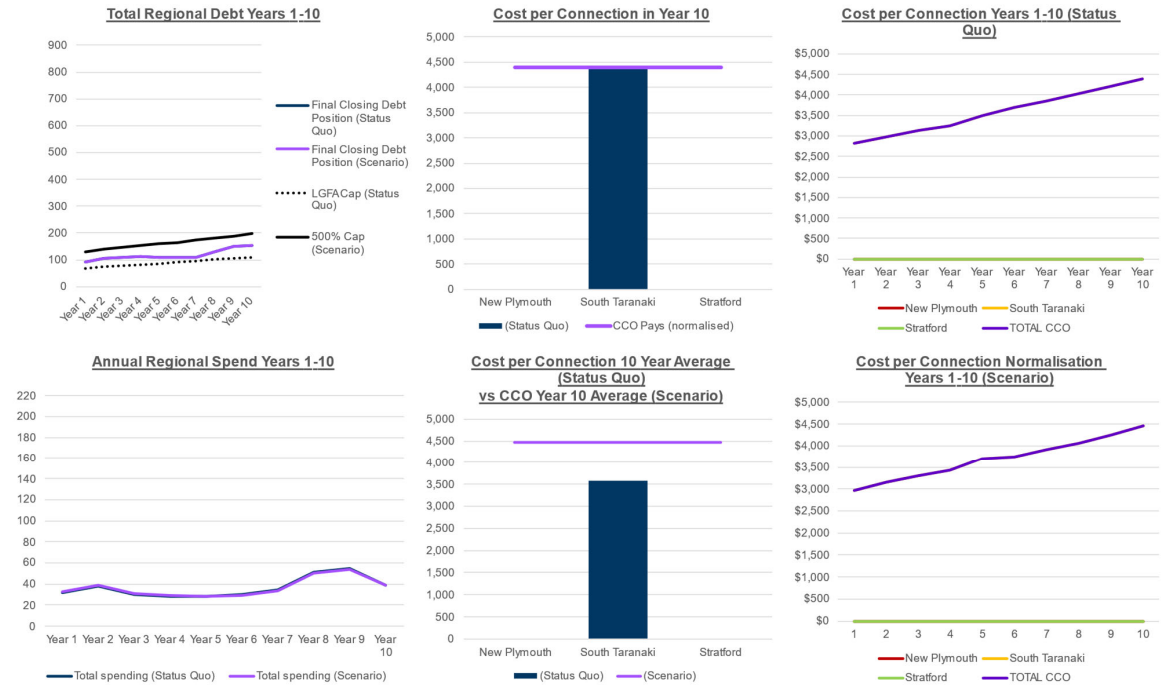 Total Regional Debt Years 1-10
900
800
700
600
500
400
300
200
100
0
Year 1
Year 2
Year 3
Year 4
Year 5
Year 6
Year 7
Year 8
Year 9
Year 10
Final Closing Debt
Position (Status
Quo)
Final Closing Debt
Position (Scenario)
LGFACap (Status
Quo)
500% Cap
(Scenario)
Cost per Connection in Year 10
5,000
4,500
4,000
3,500
3,000
2,500
2,000
1,500
1,000
500
0
New Plymouth South Taranaki Stratford
(Status Quo) CCO Pays (normalised)
Cost per Connection Years 1-10 (Status
Quo)
$5,000
$4,500
$4,000
$3,500
$3,000
$2,500
$2,000
$1,500
$1,000
$500
$0
Year Year Year Year Year Year Year Year Year Year
1 2 3 4 5 6 7 8 9 10
New Plymouth South Taranaki
Stratford TOTAL CCO
Annual Regional Spend Years 1-10
220
200
180
160
140
120
100
80
60
40
20
0
Year 1 Year 2 Year 3 Year 4 Year 5 Year 6 Year 7 Year 8 Year 9 Year
10
Total spending (Status Quo) Total spending (Scenario)
Cost per Connection 10 Year Average
(Status Quo)
vs CCO Year 10 Average (Scenario)
5,000
4,500
4,000
3,500
3,000
2,500
2,000
1,500
1,000
500
0
New Plymouth South Taranaki Stratford
(Status Quo) (Scenario)
Cost per Connection Normalisation
Years 1-10 (Scenario)
$5,000
$4,500
$4,000
$3,500
$3,000
$2,500
$2,000
$1,500
$1,000
$500
$0
1 2 3 4 5 6 7 8 9 10
New Plymouth South Taranaki
Stratford TOTAL CCO